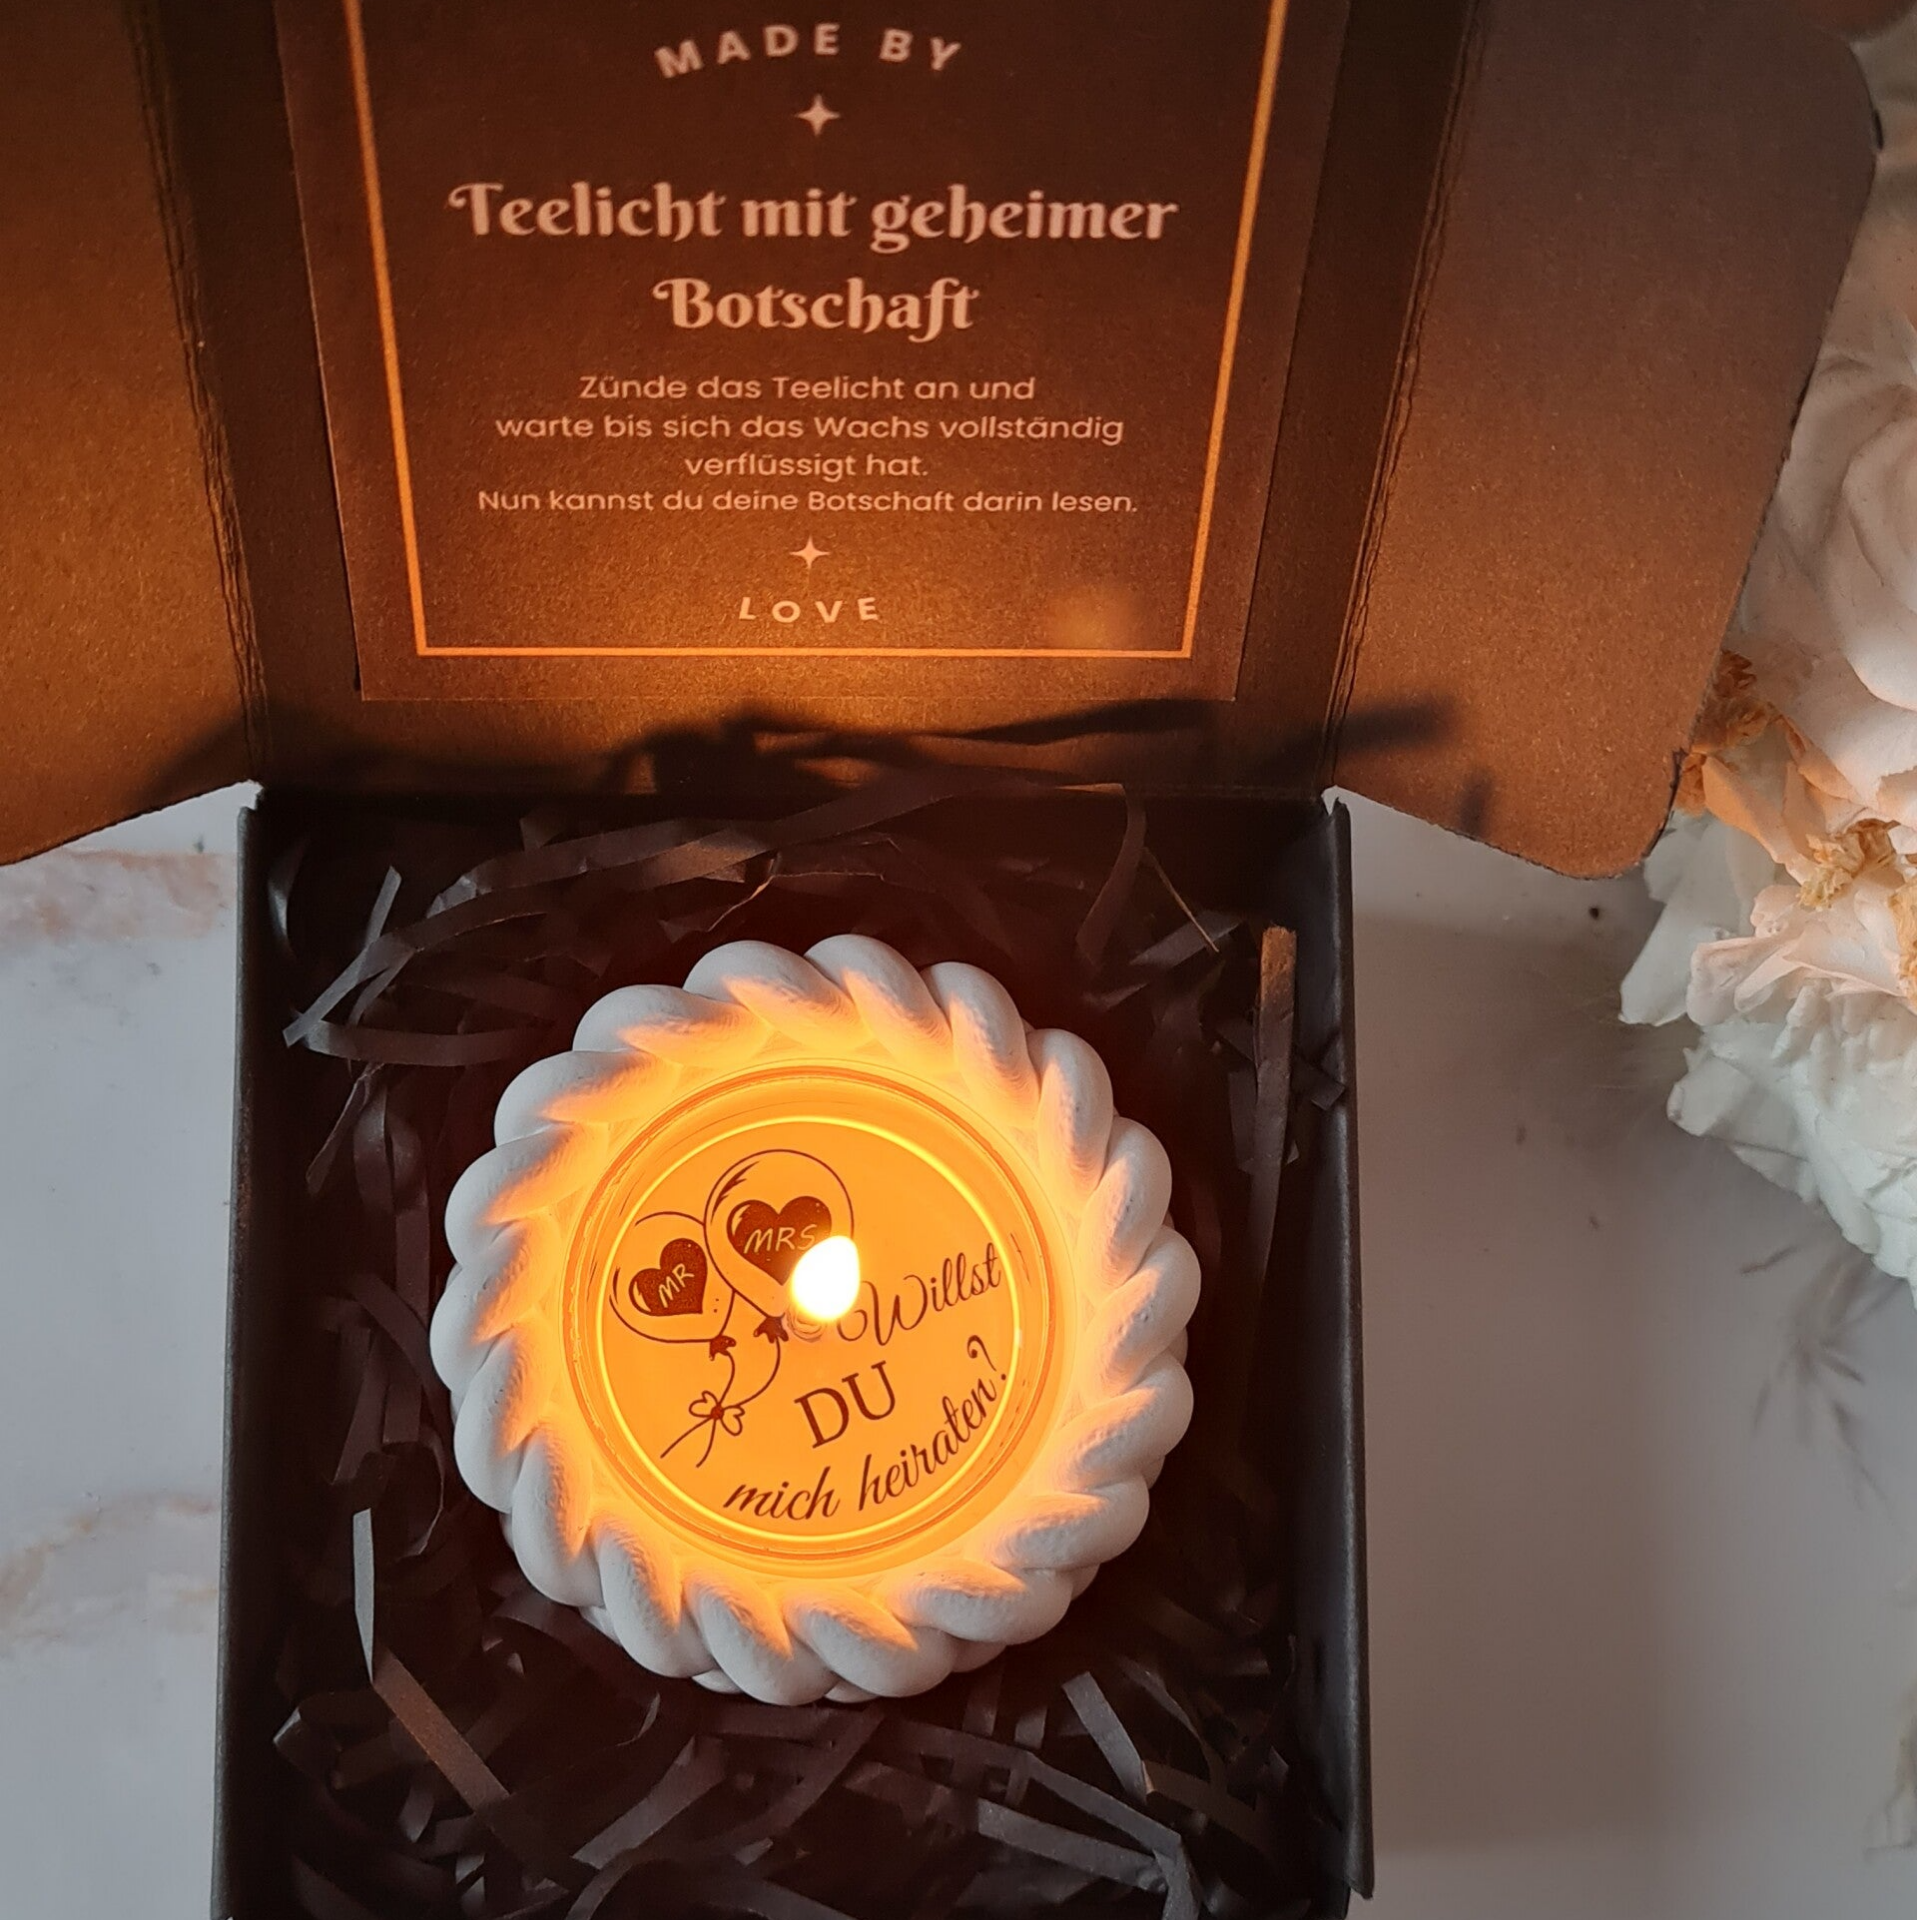 MADE BY
Teelicht mit geheimer
Botschaft
Zünde das Teelicht an und
warte bis sich das Wachs vollständig
verflüssigt hat.
Nun kannst du deine Botschaft darin lesen.
LOVE
MR
MRS
Willst
DU
mich heiraten?